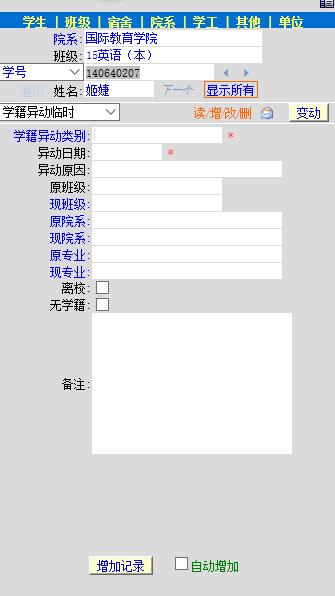 学生 | 班级 | 宿舍 | 院系 | 学工 | 其他 | 单位
院系: 国际教育学院
班级: 15英语（本）
学号 140640207
遍历 姓名: 姬婕 下一个 显示所有
学籍异动临时 读/增/改/删 变动
学籍异动类别: *
异动日期: *
异动原因:
原班级:
现班级:
原院系:
现院系:
原专业:
现专业:
离校:
无学籍:
备注:
增加记录 自动增加